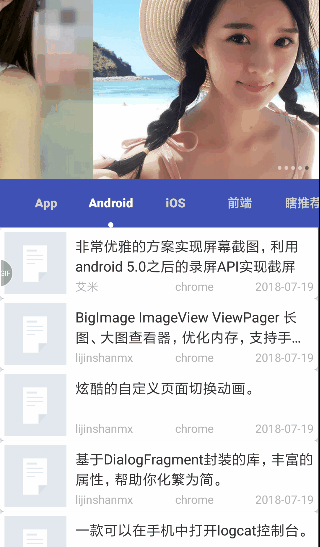 App Android iOS 前端 瞎推荐
GIF
非常优雅的方案实现屏幕截图，利用
android 5.0之后的录屏API实现截屏
艾米 chrome 2018-07-19
BigImage ImageView ViewPager 长
图、大图查看器，优化内存，支持手...
lijinshanmx chrome 2018-07-19
炫酷的自定义页面切换动画。
lijinshanmx chrome 2018-07-19
基于DialogFragment封装的库，丰富的
属性，帮助你化繁为简。
lijinshanmx chrome 2018-07-19
一款可以在手机中打开logcat控制台。